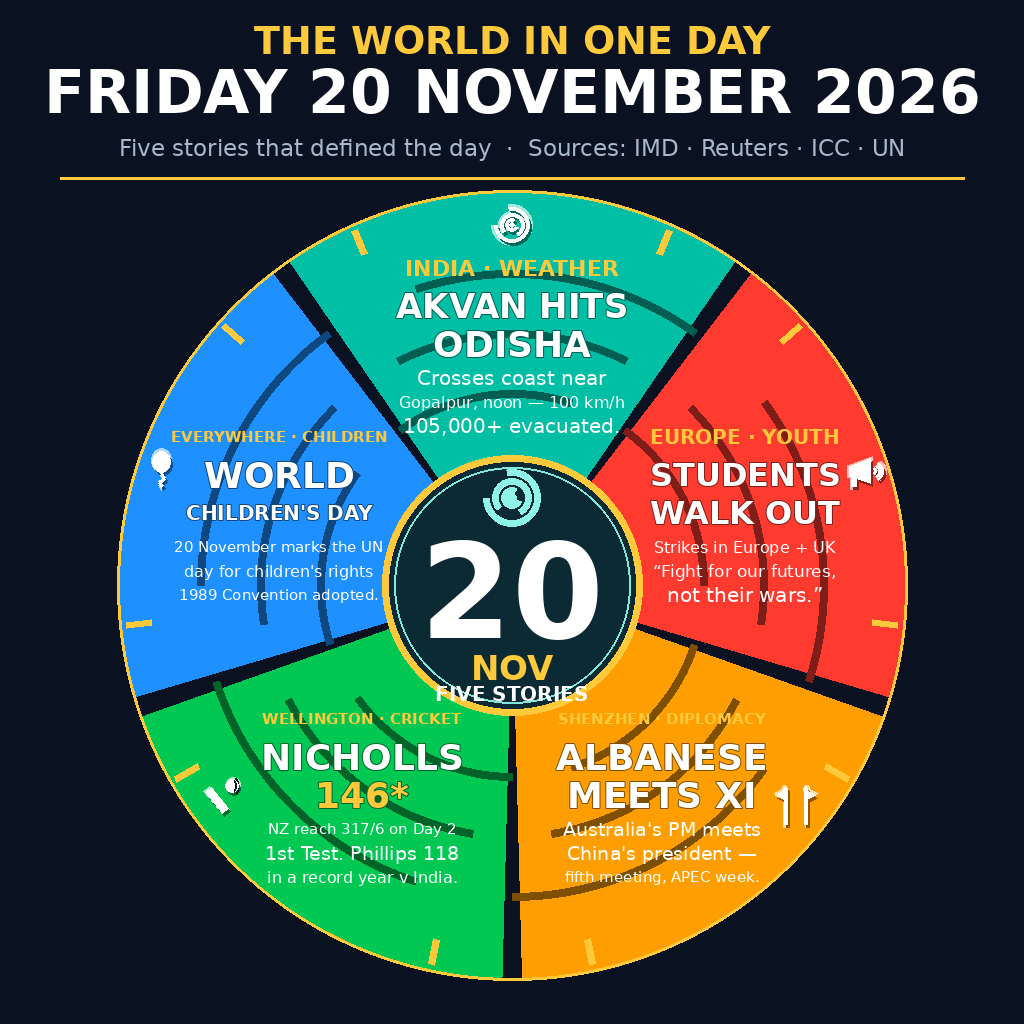 THE WORLD IN ONE DAY
FRIDAY 20 NOVEMBER 2026
Five stories that defined the day · Sources: IMD · Reuters · ICC · UN
INDIA · WEATHER
AKVAN HITS
ODISHA
Crosses coast near
Gopalpur, noon — 100 km/h
105,000+ evacuated.
EUROPE · YOUTH
STUDENTS
WALK OUT
Strikes in Europe + UK
“Fight for our futures,
not their wars.”
EVERYWHERE · CHILDREN
WORLD
CHILDREN'S DAY
20 November marks the UN
day for children's rights
1989 Convention adopted.
20
NOV
FIVE STORIES
WELLINGTON · CRICKET
NICHOLLS
146*
NZ reach 317/6 on Day 2
1st Test. Phillips 118
in a record year v India.
SHENZHEN · DIPLOMACY
ALBANESE
MEETS XI
Australia's PM meets
China's president —
fifth meeting, APEC week.